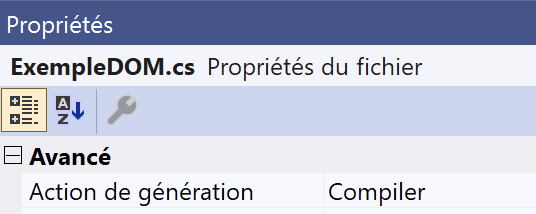 Propriétés
ExempleDOM.cs Propriétés du fichier
A
Z
Avancé
Action de génération Compiler